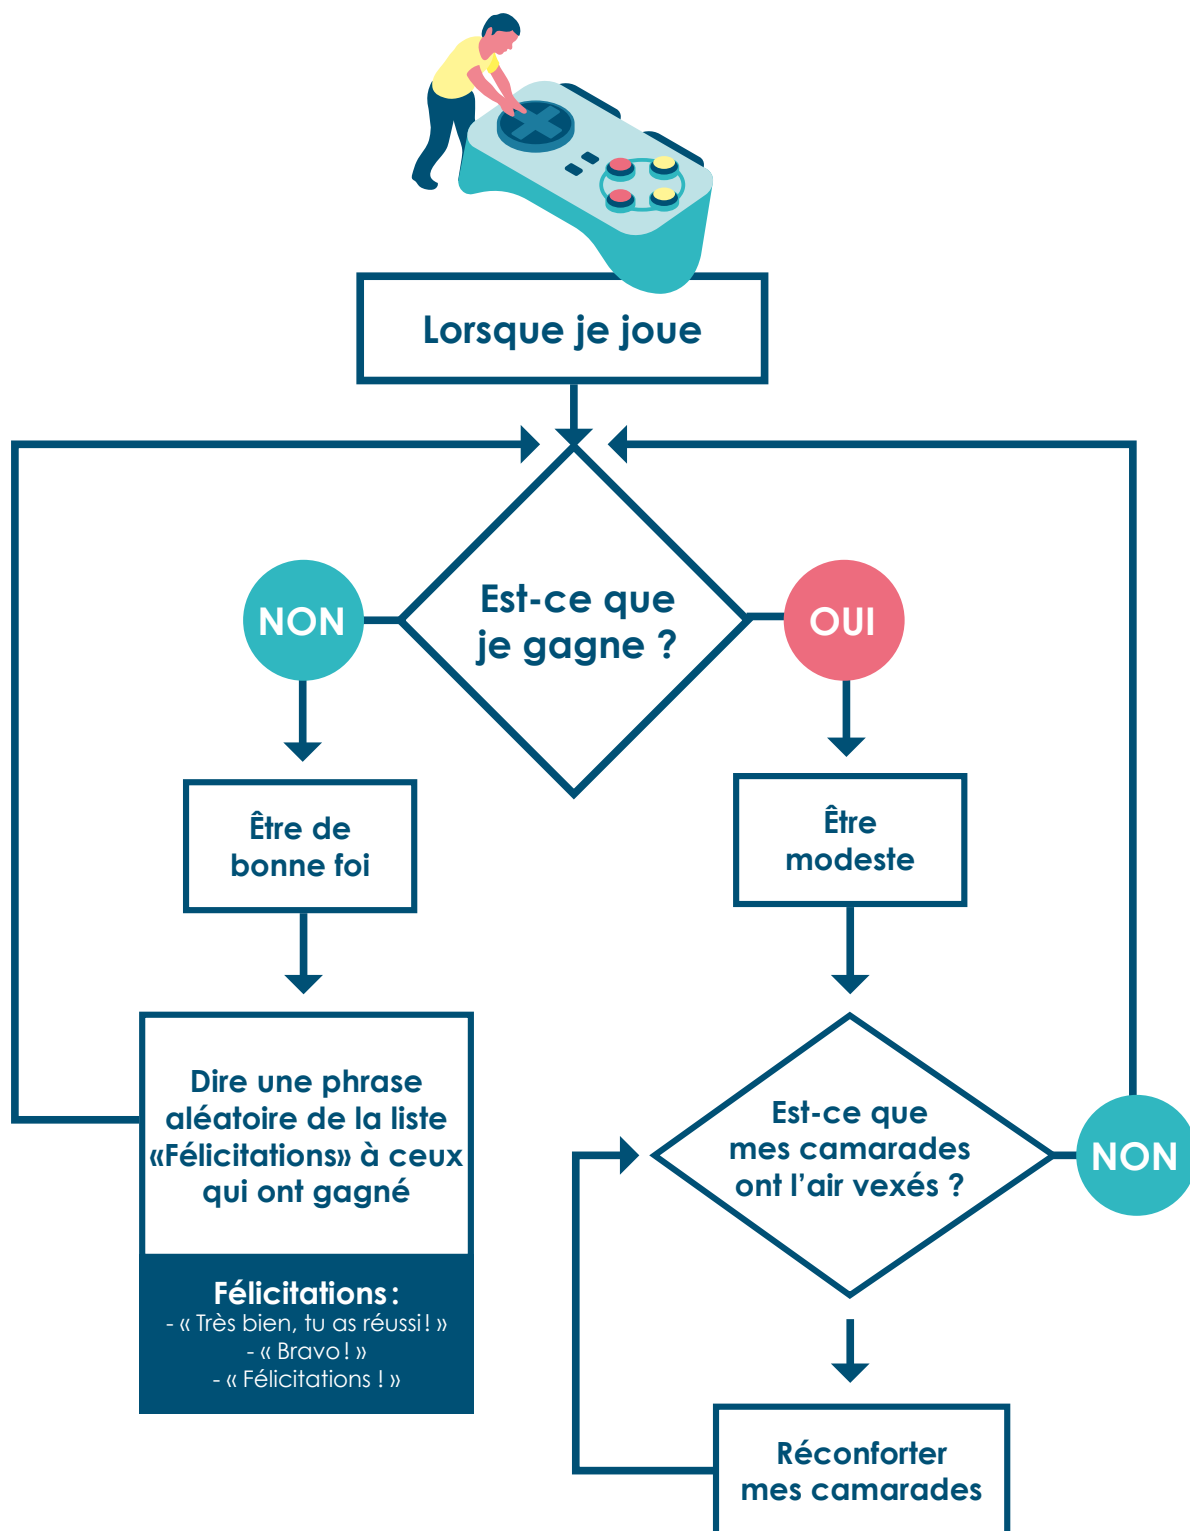 Lorsque je joue
Est-ce que
je gagne ?
NON
OUI
Être de
bonne foi
Être
modeste
Dire une phrase
aléatoire de la liste
«Félicitations» à ceux
qui ont gagné
Félicitations :
- « Très bien, tu as réussi ! »
- « Bravo ! »
- « Félicitations ! »
Est-ce que
mes camarades
ont l’air vexés ?
NON
Réconforter
mes camarades